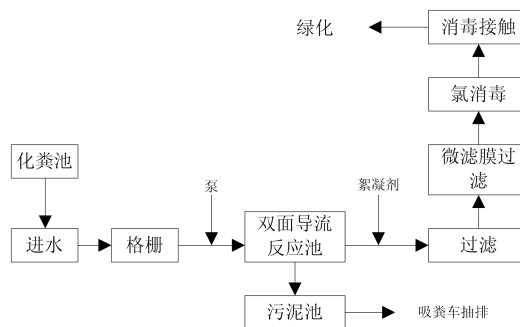 绿化
消毒接触
氯消毒
化粪池
微滤膜过
滤
泵
絮凝剂
进水
格栅
双面导流
反应池
过滤
污泥池
吸粪车抽排